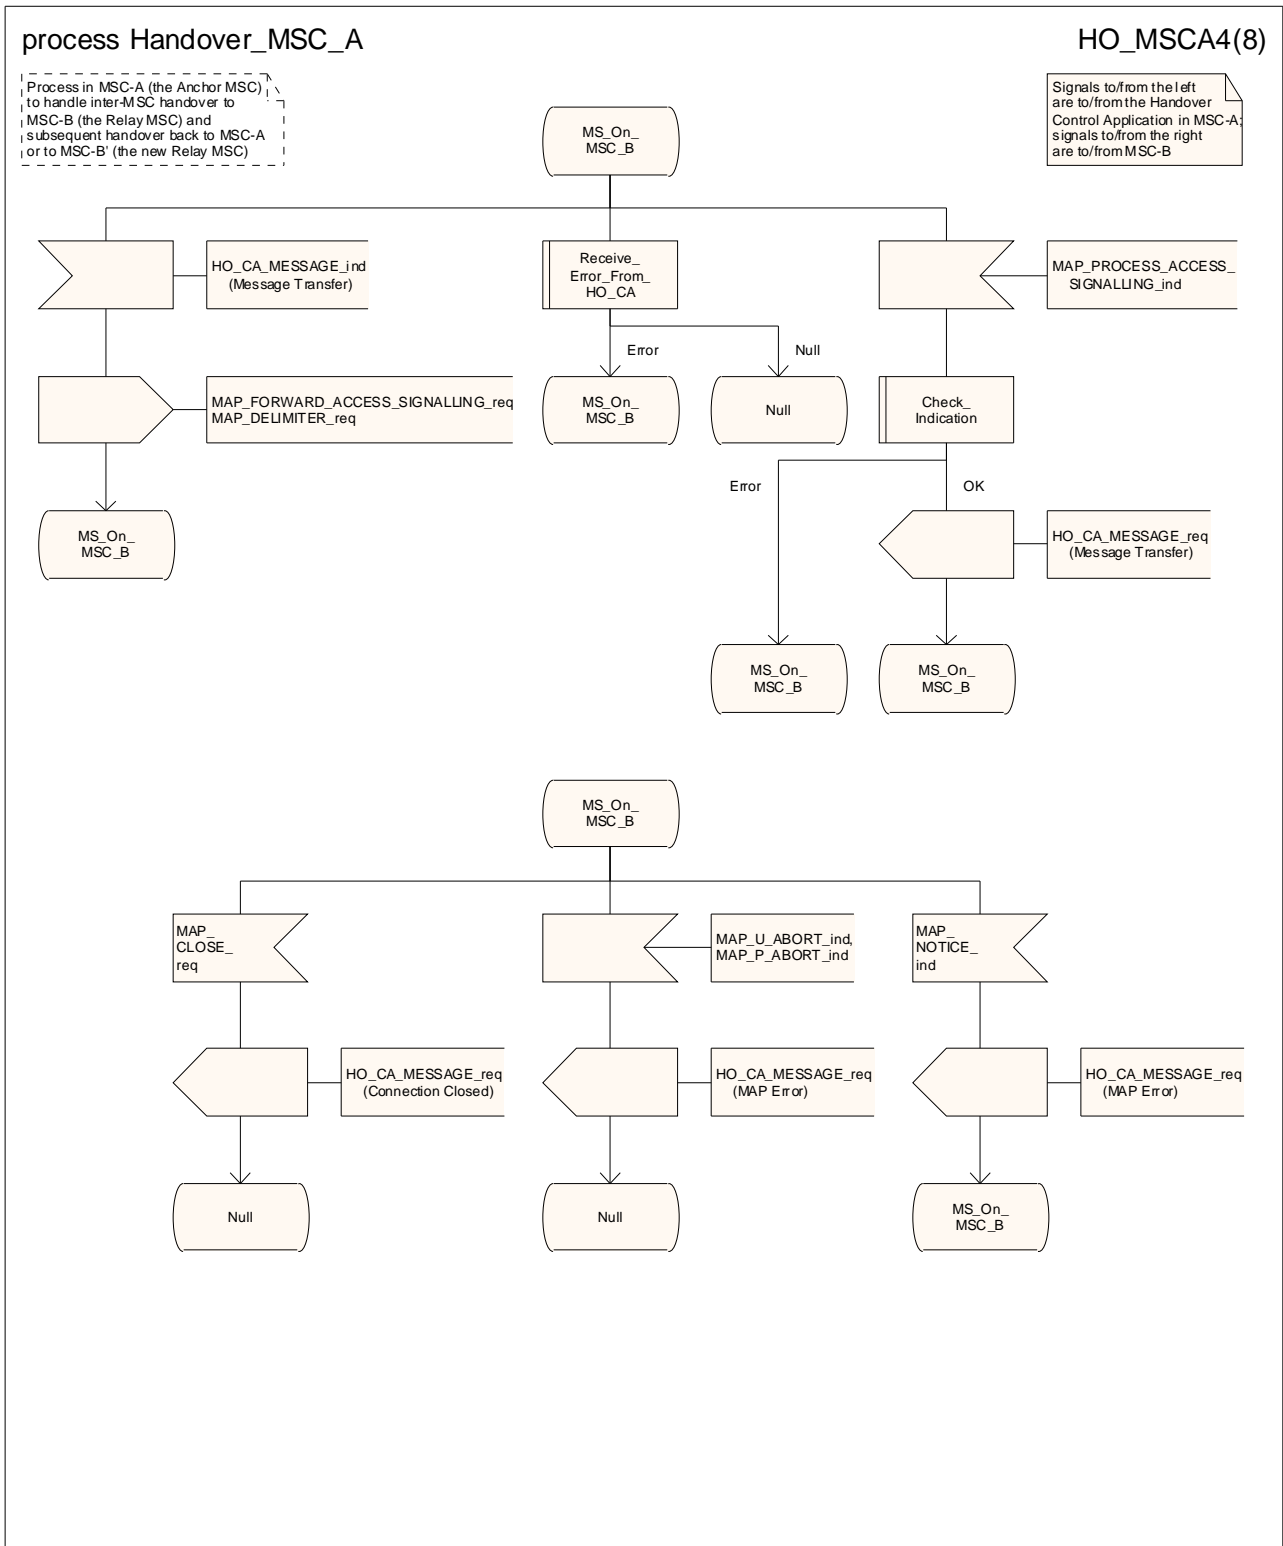 process Handover_MSC_A
HO_MSCA4(8)
Process in MSC-A (the Anchor MSC)
to handle inter-MSC handover to
MSC-B (the Relay MSC) and
subsequent handover back to MSC-A
or to MSC-B' (the new Relay MSC)
Signals to/from the left
are to/from the Handover
Control Application in MSC-A;
signals to/from the right
are to/from MSC-B
MS_On_
MSC_B
HO_CA_MESSAGE_ind
(Message Transfer)
Receive_
Error_From_
HO_CA
MAP_PROCESS_ACCESS_
SIGNALLING_ind
Error
Null
MAP_FORWARD_ACCESS_SIGNALLING_req
MAP_DELIMITER_req
MS_On_
MSC_B
Null
Check_
Indication
Error
OK
MS_On_
MSC_B
HO_CA_MESSAGE_req
(Message Transfer)
MS_On_
MSC_B
MS_On_
MSC_B
MS_On_
MSC_B
MAP_
CLOSE_
req
MAP_U_ABORT_ind,
MAP_P_ABORT_ind
MAP_
NOTICE_
ind
HO_CA_MESSAGE_req
(Connection Closed)
HO_CA_MESSAGE_req
(MAP Error)
HO_CA_MESSAGE_req
(MAP Error)
Null
Null
MS_On_
MSC_B